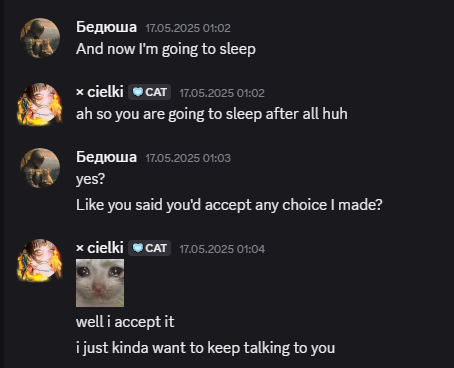 Бедюша 17.05.2025 01:02
And now I'm going to sleep
× cielki CAT 17.05.2025 01:02
ah so you are going to sleep after all huh
Бедюша 17.05.2025 01:03
yes?
Like you said you'd accept any choice I made?
× cielki CAT 17.05.2025 01:04
well i accept it
i just kinda want to keep talking to you